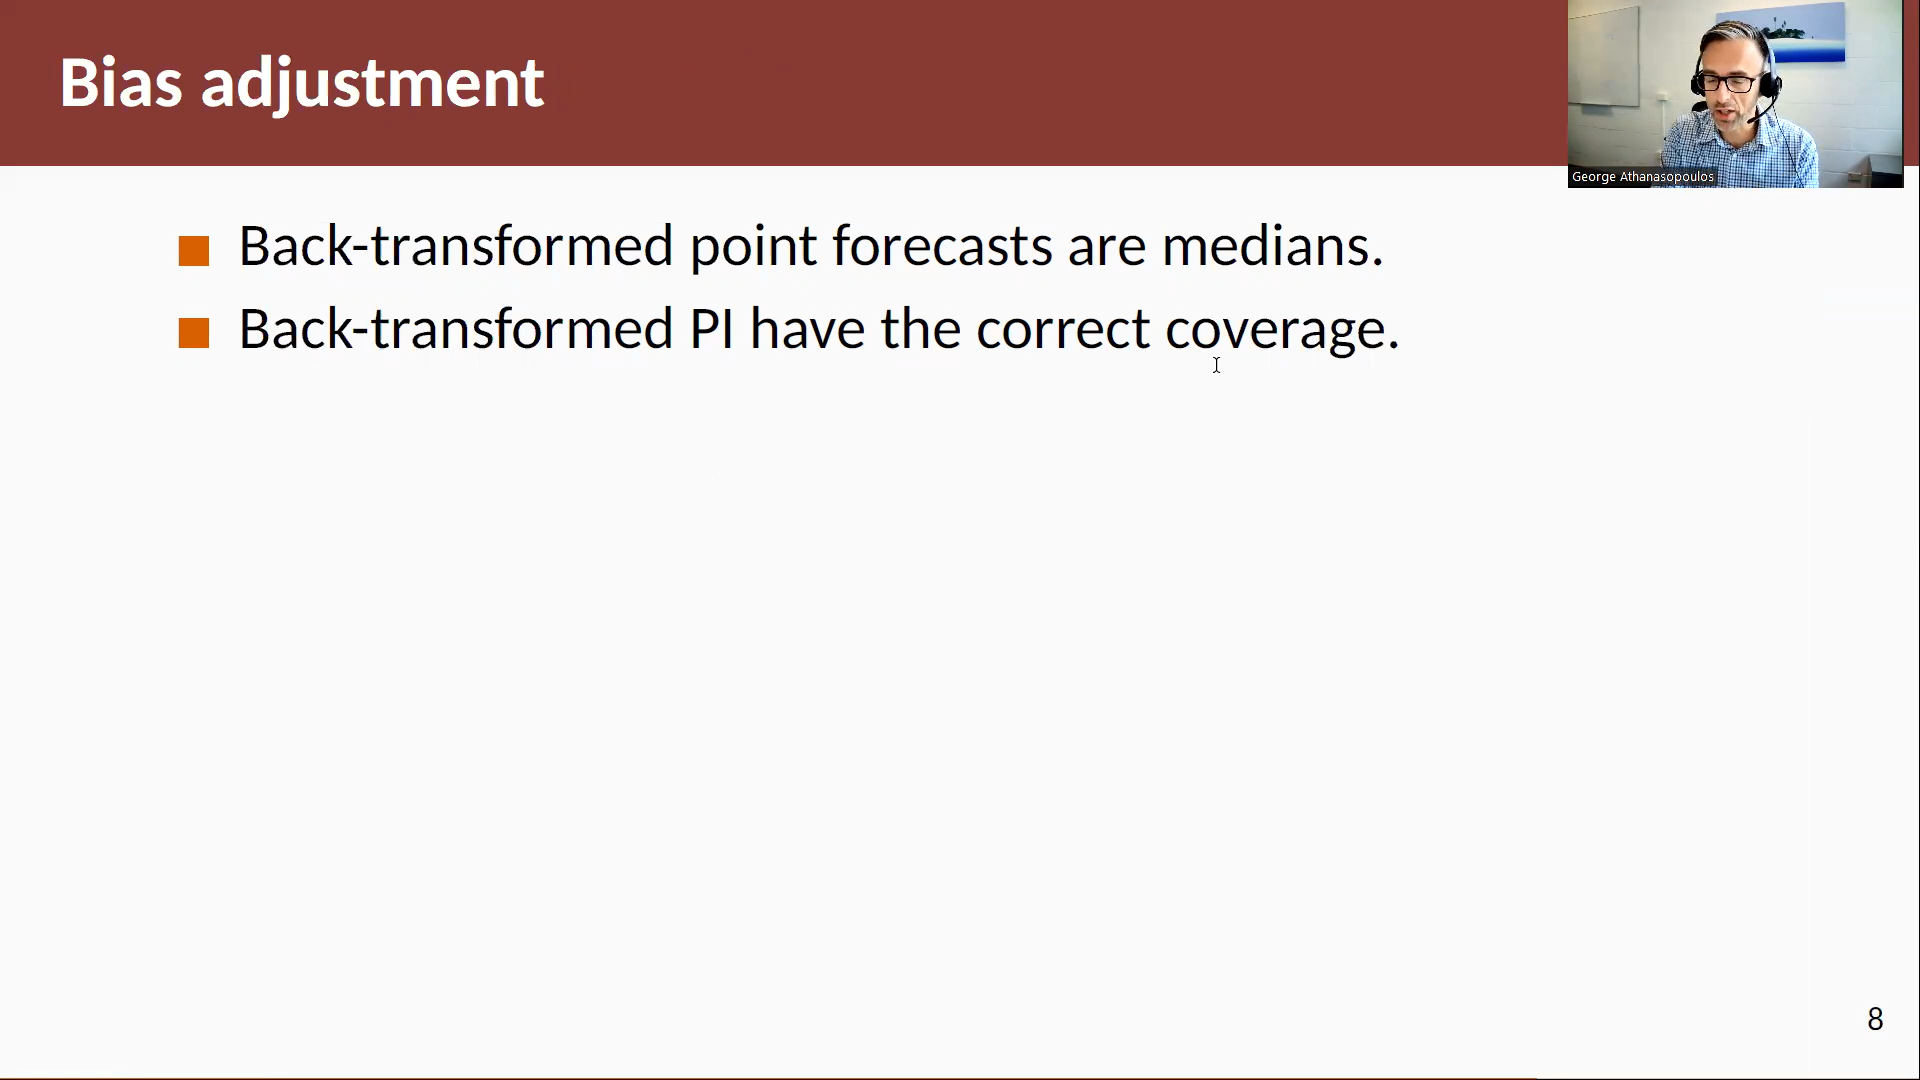 Bias adjustment
George Athanasopoulos
Back-transformed point forecasts are medians.
Back-transformed PI have the correct coverage.
8